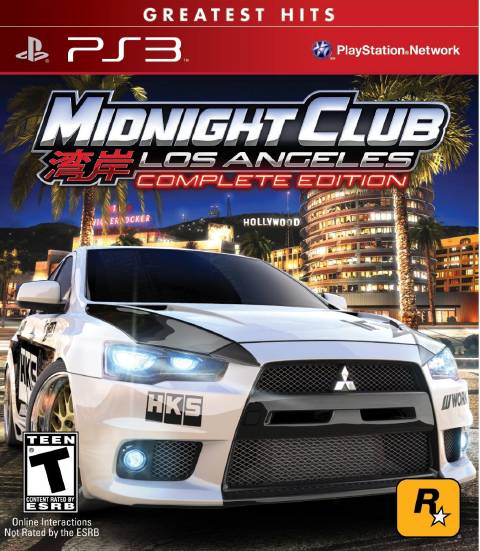 GREATEST HITS
PS3
PlayStation®Network
MIDNIGHT CLUB
湾岸 LOS ANGELES
COMPLETE EDITION
HOLLYWOOD
HKS
HKS
WORK
TEEN
T
CONTENT RATED BY
ESRB
Online Interactions
Not Rated by the ESRB
R